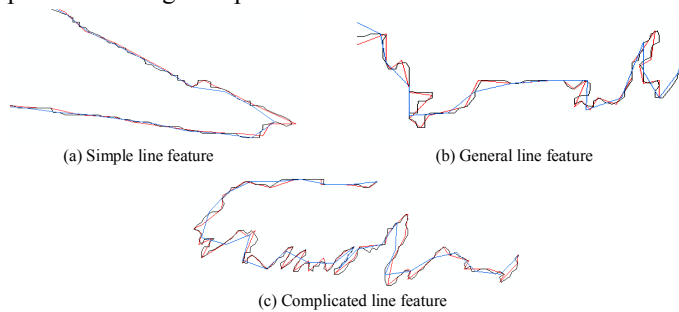 (a) Simple line feature
(b) General line feature
(c) Complicated line feature